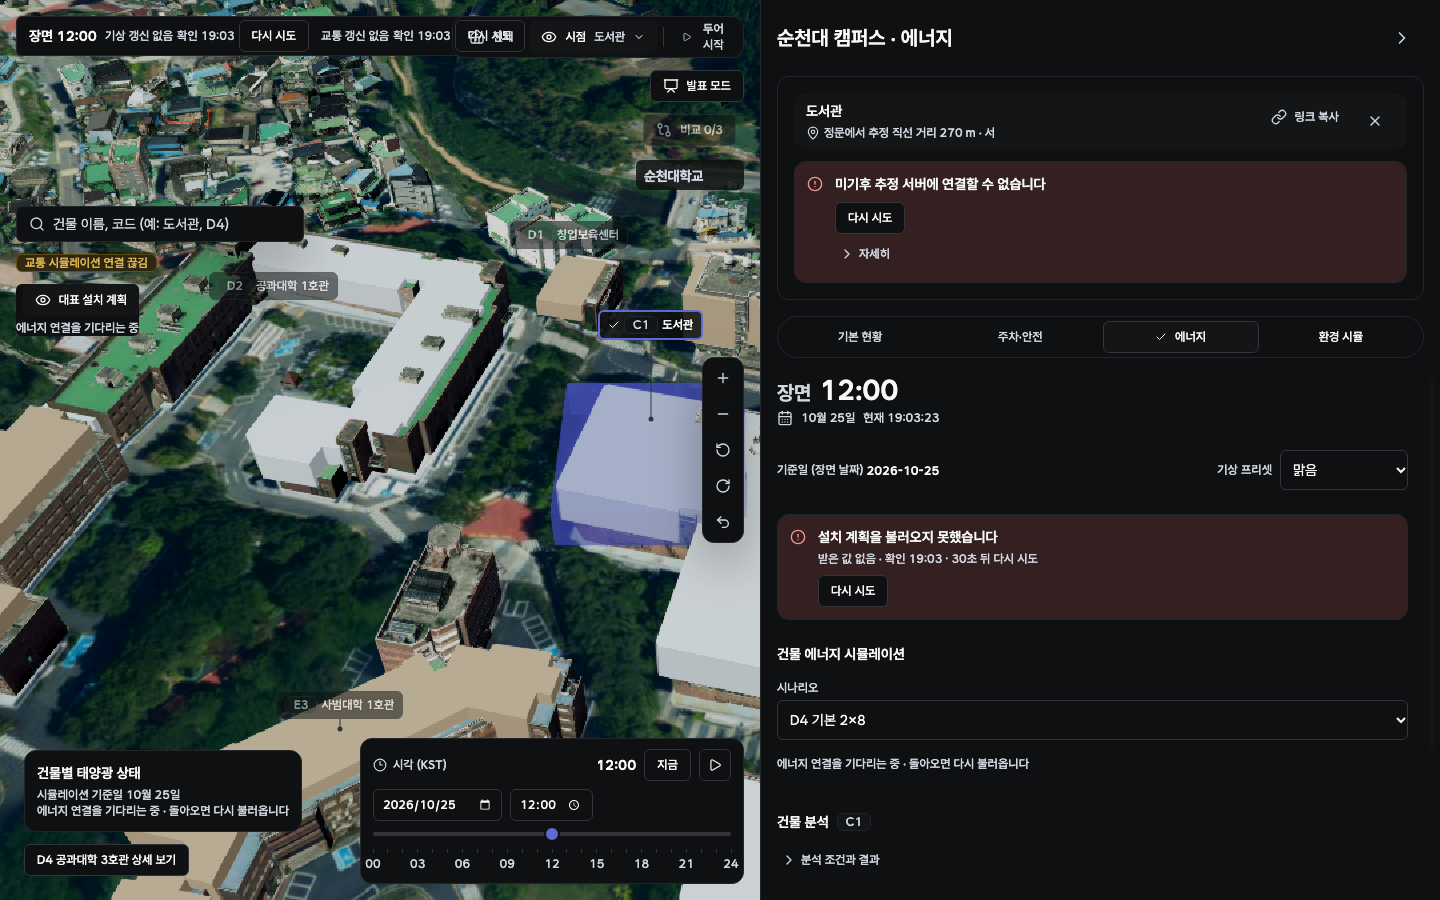 장면 12:00 기상 갱신 없음 확인 19:03 다시 시도 교통 갱신 없음 확인 19:03 다시 시도 시점 도서관 투어 시작
발표 모드
비교 0/3
순천대학교
건물 이름, 코드 (예: 도서관, D4)
교통 시뮬레이션 연결 끊김
대표 설치 계획
에너지 연결을 기다리는 중
D1 창업보육센터
D2 공과대학 1호관
C1 도서관
E3 사범대학 1호관
건물별 태양광 상태
시뮬레이션 기준일 10월 25일
에너지 연결을 기다리는 중 · 돌아오면 다시 불러옵니다
D4 공과대학 3호관 상세 보기
시각 (KST) 12:00 지금
2026/10/25 12:00
00 03 06 09 12 15 18 21 24
순천대 캠퍼스 · 에너지
도서관
정문에서 추정 직선 거리 270 m · 서
링크 복사
미기후 추정 서버에 연결할 수 없습니다
다시 시도
자세히
기본 현황 주차·안전 에너지 환경 시뮬
장면 12:00
10월 25일 현재 19:03:23
기준일 (장면 날짜) 2026-10-25 기상 프리셋 맑음
설치 계획을 불러오지 못했습니다
받은 값 없음 · 확인 19:03 · 30초 뒤 다시 시도
다시 시도
건물 에너지 시뮬레이션
시나리오
D4 기본 2×8
에너지 연결을 기다리는 중 · 돌아오면 다시 불러옵니다
건물 분석 C1
분석 조건과 결과